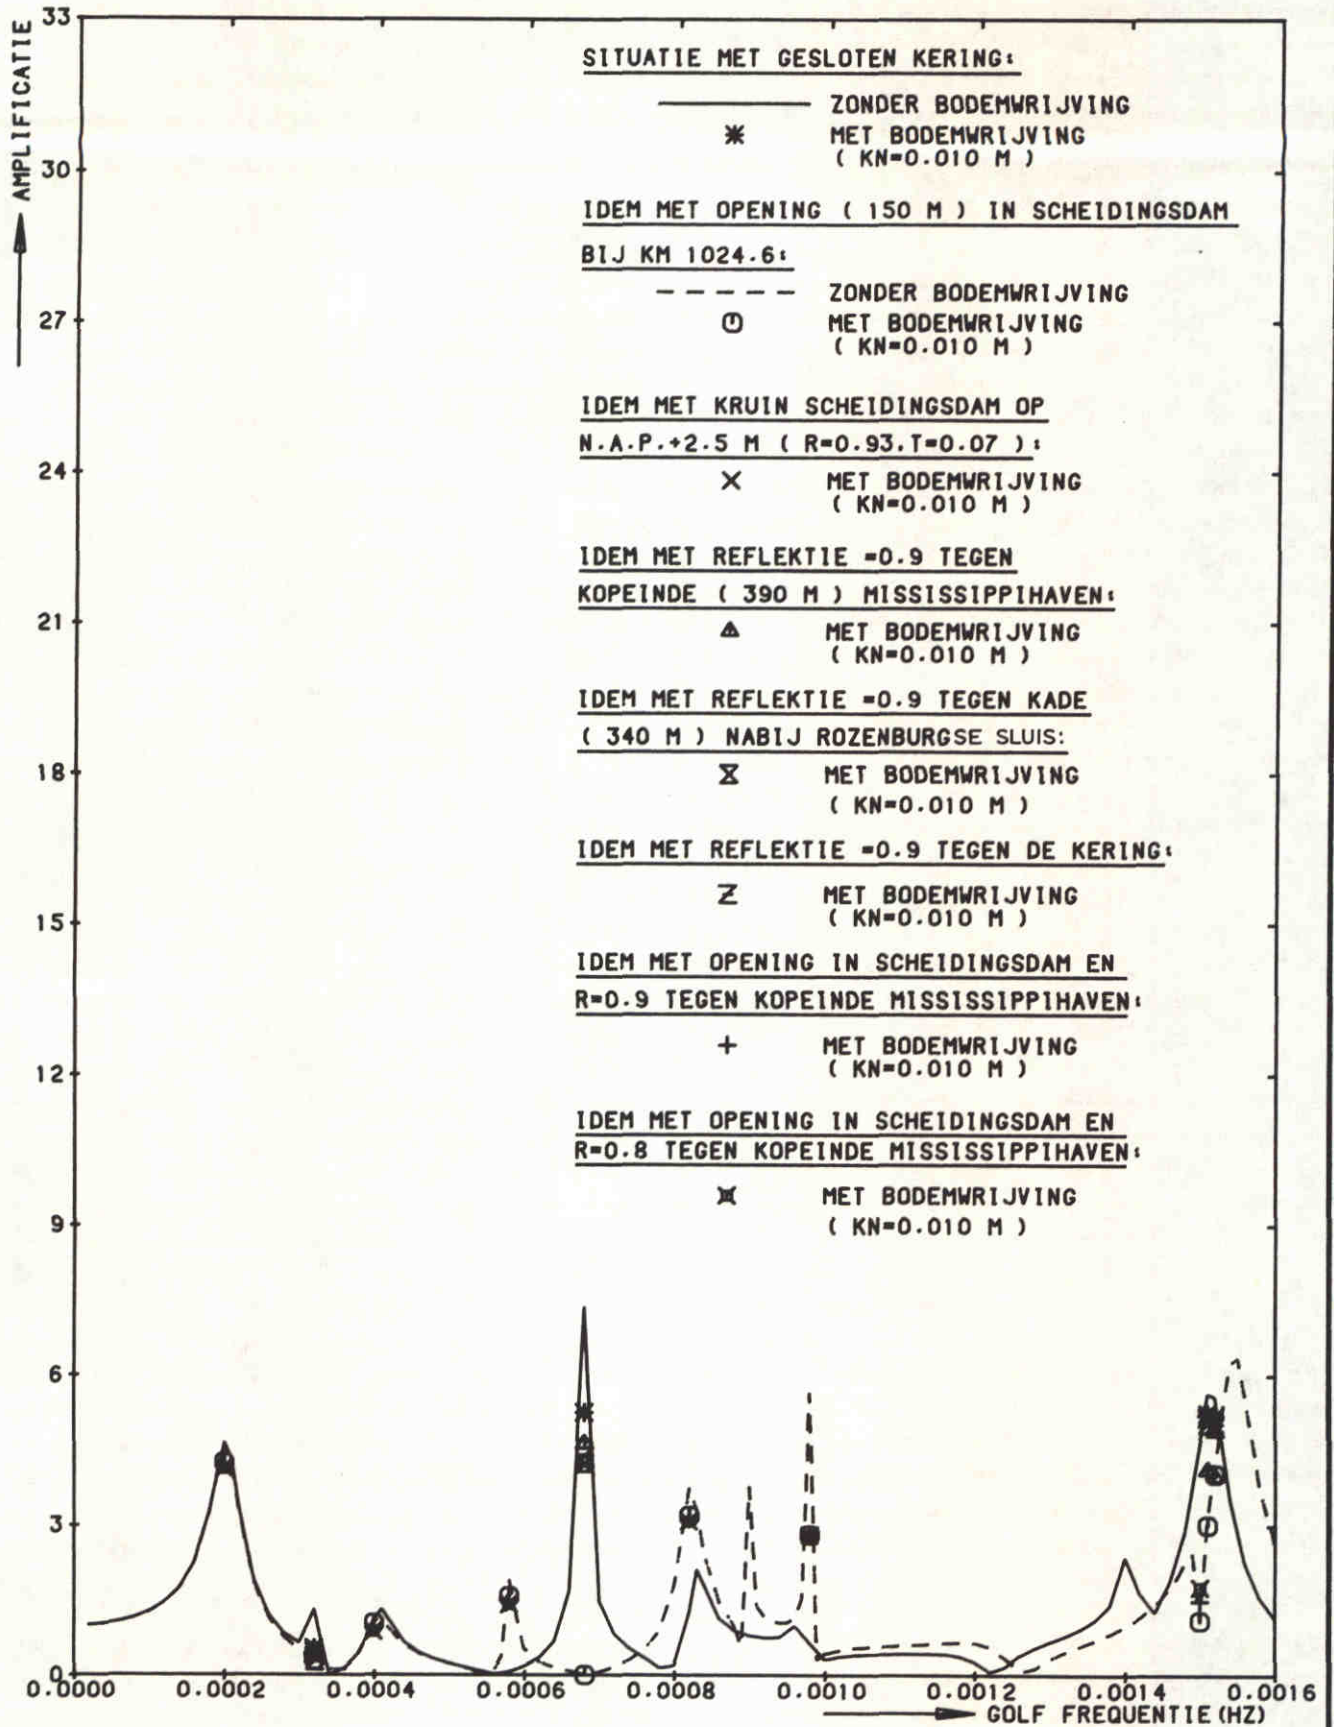 33
AMPLIFICATIE
SITUATIE MET GESLOTEN KERING:
ZONDER BODEMWRIJVING
MET BODEMWRIJVING
( KN=0.010 M )
30
IDEM MET OPENING ( 150 M ) IN SCHEIDINGSDAM
BIJ KM 1024.6:
ZONDER BODEMWRIJVING
MET BODEMWRIJVING
( KN=0.010 M )
27
IDEM MET KRUIN SCHEIDINGSDAM OP
N.A.P.+2.5 M ( R=0.93.T=0.07 ):
MET BODEMWRIJVING
( KN=0.010 M )
24
IDEM MET REFLEKTIE =0.9 TEGEN
KOPEINDE ( 390 M ) MISSISSIPPIHAVEN:
MET BODEMWRIJVING
( KN=0.010 M )
21
IDEM MET REFLEKTIE =0.9 TEGEN KADE
( 340 M ) NABIJ ROZENBURGSE SLUIS:
MET BODEMWRIJVING
( KN=0.010 M )
18
IDEM MET REFLEKTIE =0.9 TEGEN DE KERING:
Z MET BODEMWRIJVING
( KN=0.010 M )
15
IDEM MET OPENING IN SCHEIDINGSDAM EN
R=0.9 TEGEN KOPEINDE MISSISSIPPIHAVEN:
+ MET BODEMWRIJVING
( KN=0.010 M )
12
IDEM MET OPENING IN SCHEIDINGSDAM EN
R=0.8 TEGEN KOPEINDE MISSISSIPPIHAVEN:
MET BODEMWRIJVING
( KN=0.010 M )
9
6
3
0
0.0000 0.0002 0.0004 0.0006 0.0008 0.0010 0.0012 0.0014 0.0016
GOLF FREQUENTIE (HZ)